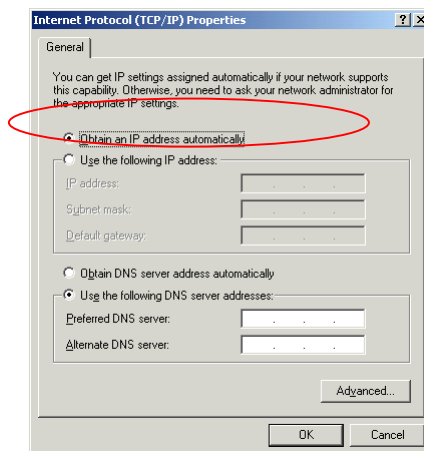 Internet Protocol (TCP/IP) Properties
General
You can get IP settings assigned automatically if your network supports
this capability. Otherwise, you need to ask your network administrator for
the appropriate IP settings.
Obtain an IP address automatically
Use the following IP address:
IP address:
Subnet mask:
Default gateway:
Obtain DNS server address automatically
Use the following DNS server addresses:
Preferred DNS server:
Alternate DNS server:
Advanced...
OK Cancel